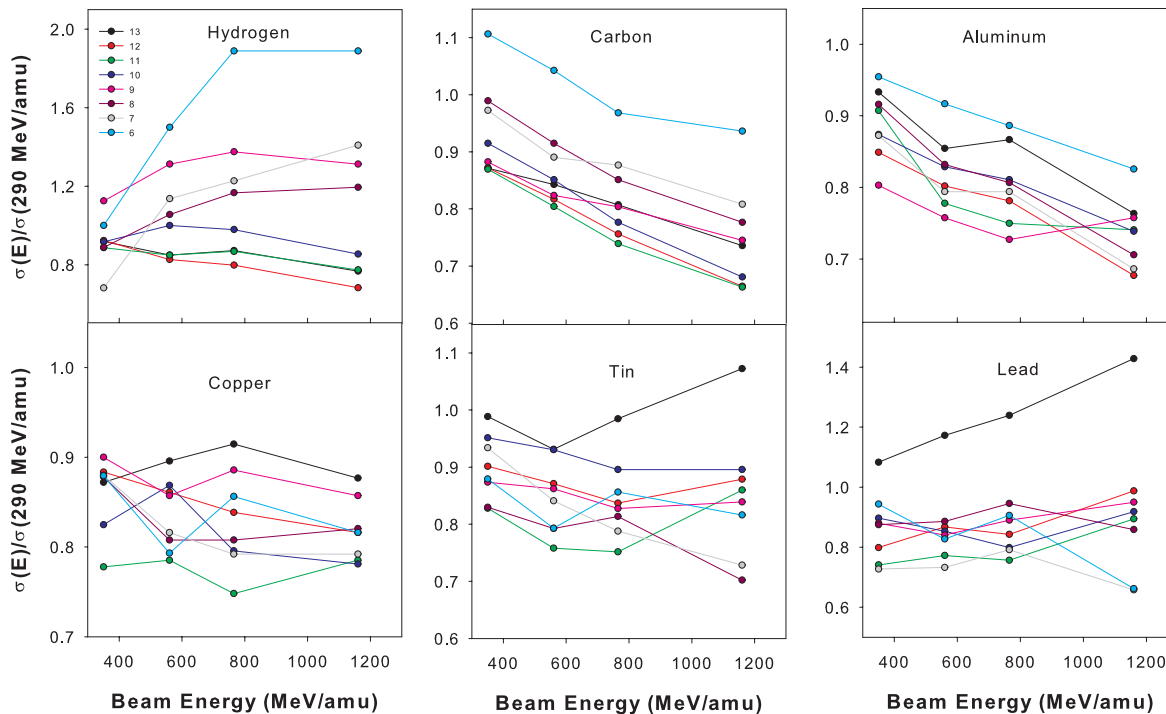 Hydrogen
Carbon
Aluminum
13
12
11
10
9
8
7
6
2.0
1.6
1.2
0.8
1.1
1.0
0.9
0.8
0.7
0.6
1.0
0.9
0.8
0.7
σ(E)/σ(290 MeV/amu)
Copper
Tin
Lead
1.0
0.9
0.8
0.7
1.1
1.0
0.9
0.8
0.7
0.6
1.4
1.2
1.0
0.8
0.6
σ(E)/σ(290 MeV/amu)
400 600 800 1000 1200
400 600 800 1000 1200
400 600 800 1000 1200
Beam Energy (MeV/amu)
Beam Energy (MeV/amu)
Beam Energy (MeV/amu)